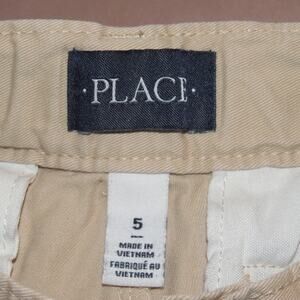 ·PLACE·
5
MADE IN
VIETNAM
FABRIQUÉ AU
VIETNAM